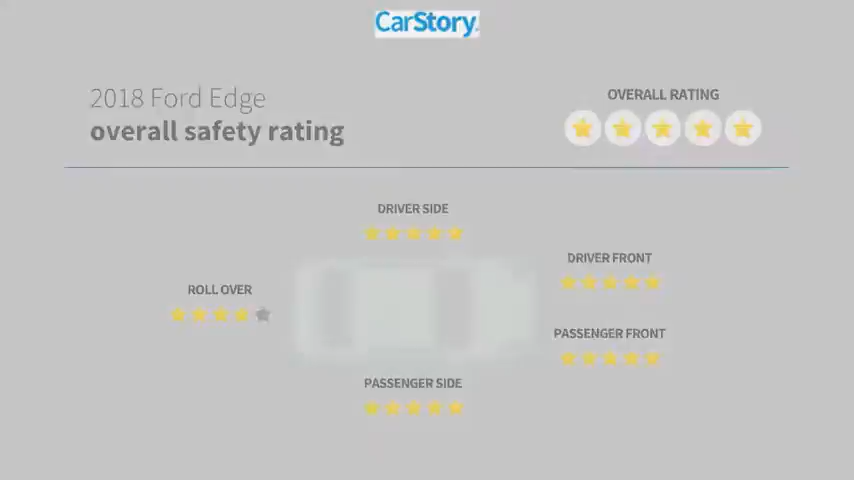 CarStory
2018 Ford Edge
overall safety rating
OVERALL RATING
DRIVER SIDE
DRIVER FRONT
ROLL OVER
PASSENGER FRONT
PASSENGER SIDE